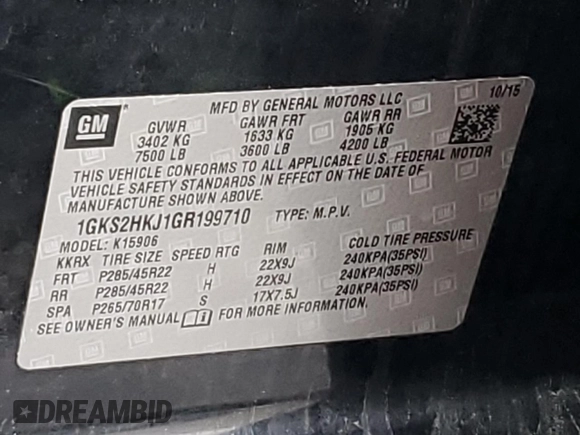 GM
MFD BY GENERAL MOTORS LLC 10/15
GVWR GAWR FRT GAWR RR
3402 KG 1633 KG 1905 KG
7500 LB 3600 LB 4200 LB
THIS VEHICLE CONFORMS TO ALL APPLICABLE U.S. FEDERAL MOTOR
VEHICLE SAFETY STANDARDS IN EFFECT ON THE DATE OF
MANUFACTURE SHOWN ABOVE.
1GKS2HKJ1GR199710 TYPE: M.P.V.
MODEL: K15906
KKRX TIRE SIZE SPEED RTG RIM COLD TIRE PRESSURE
FRT P285/45R22 H 22X9J 240KPA(35PSI)
RR P285/45R22 H 22X9J 240KPA(35PSI)
SPA P265/70R17 S 17X7.5J 240KPA(35PSI)
SEE OWNER'S MANUAL FOR MORE INFORMATION.
DREAMBID